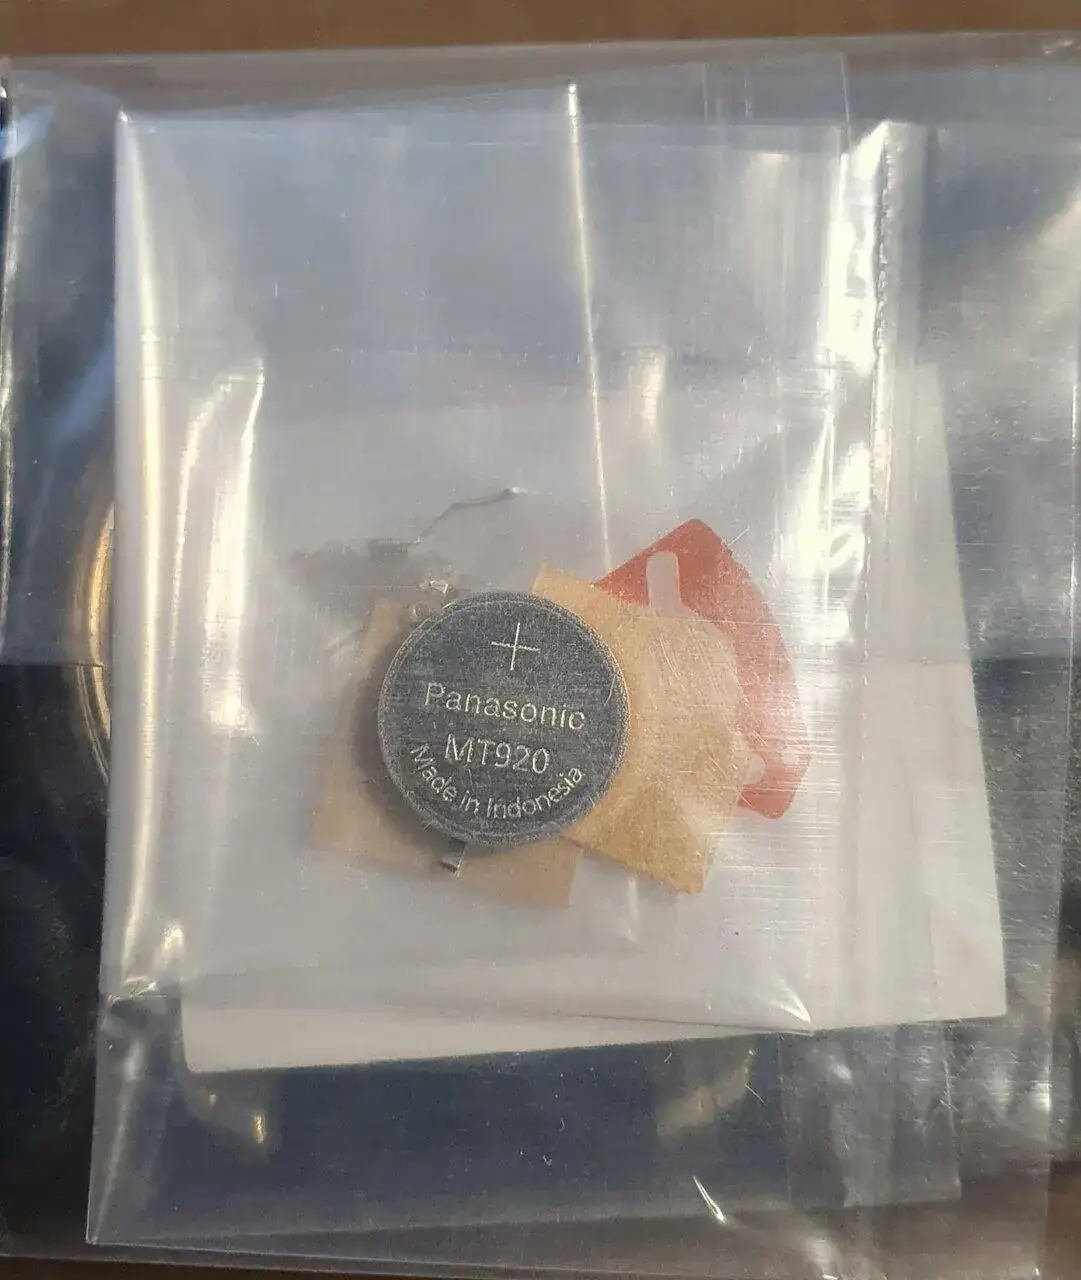 +
Panasonic
MT920
Made in Indonesia